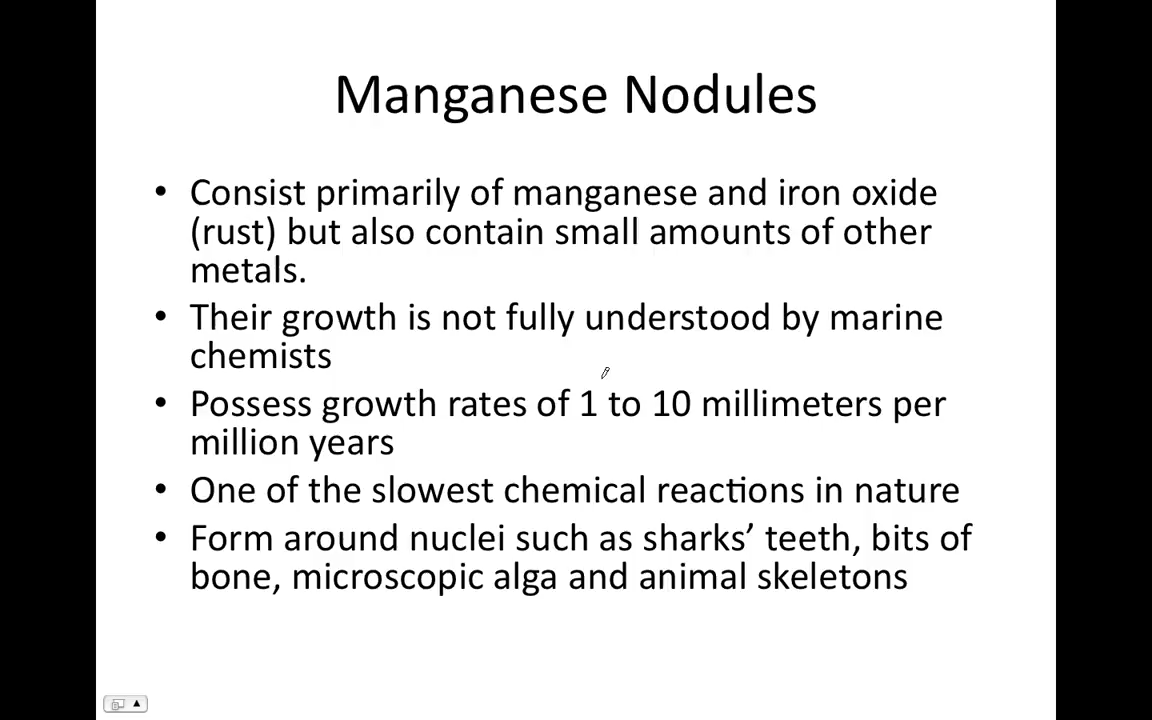 Manganese Nodules
• Consist primarily of manganese and iron oxide
(rust) but also contain small amounts of other
metals.
• Their growth is not fully understood by marine
chemists
• Possess growth rates of 1 to 10 millimeters per
million years
• One of the slowest chemical reactions in nature
• Form around nuclei such as sharks’ teeth, bits of
bone, microscopic alga and animal skeletons